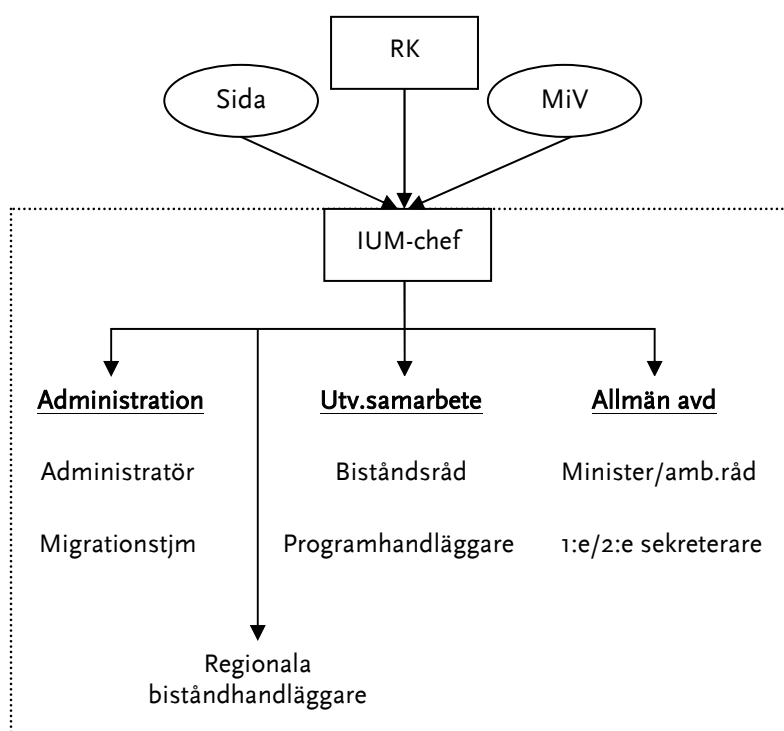 RK
Sida
MiV
IUM-chef
Administration
Utv.samarbete
Allmän avd
Administratör
Biståndsråd
Minister/amb.råd
Migrationstjm
Programhandläggare
1:e/2:e sekreterare
Regionala
biståndhandläggare